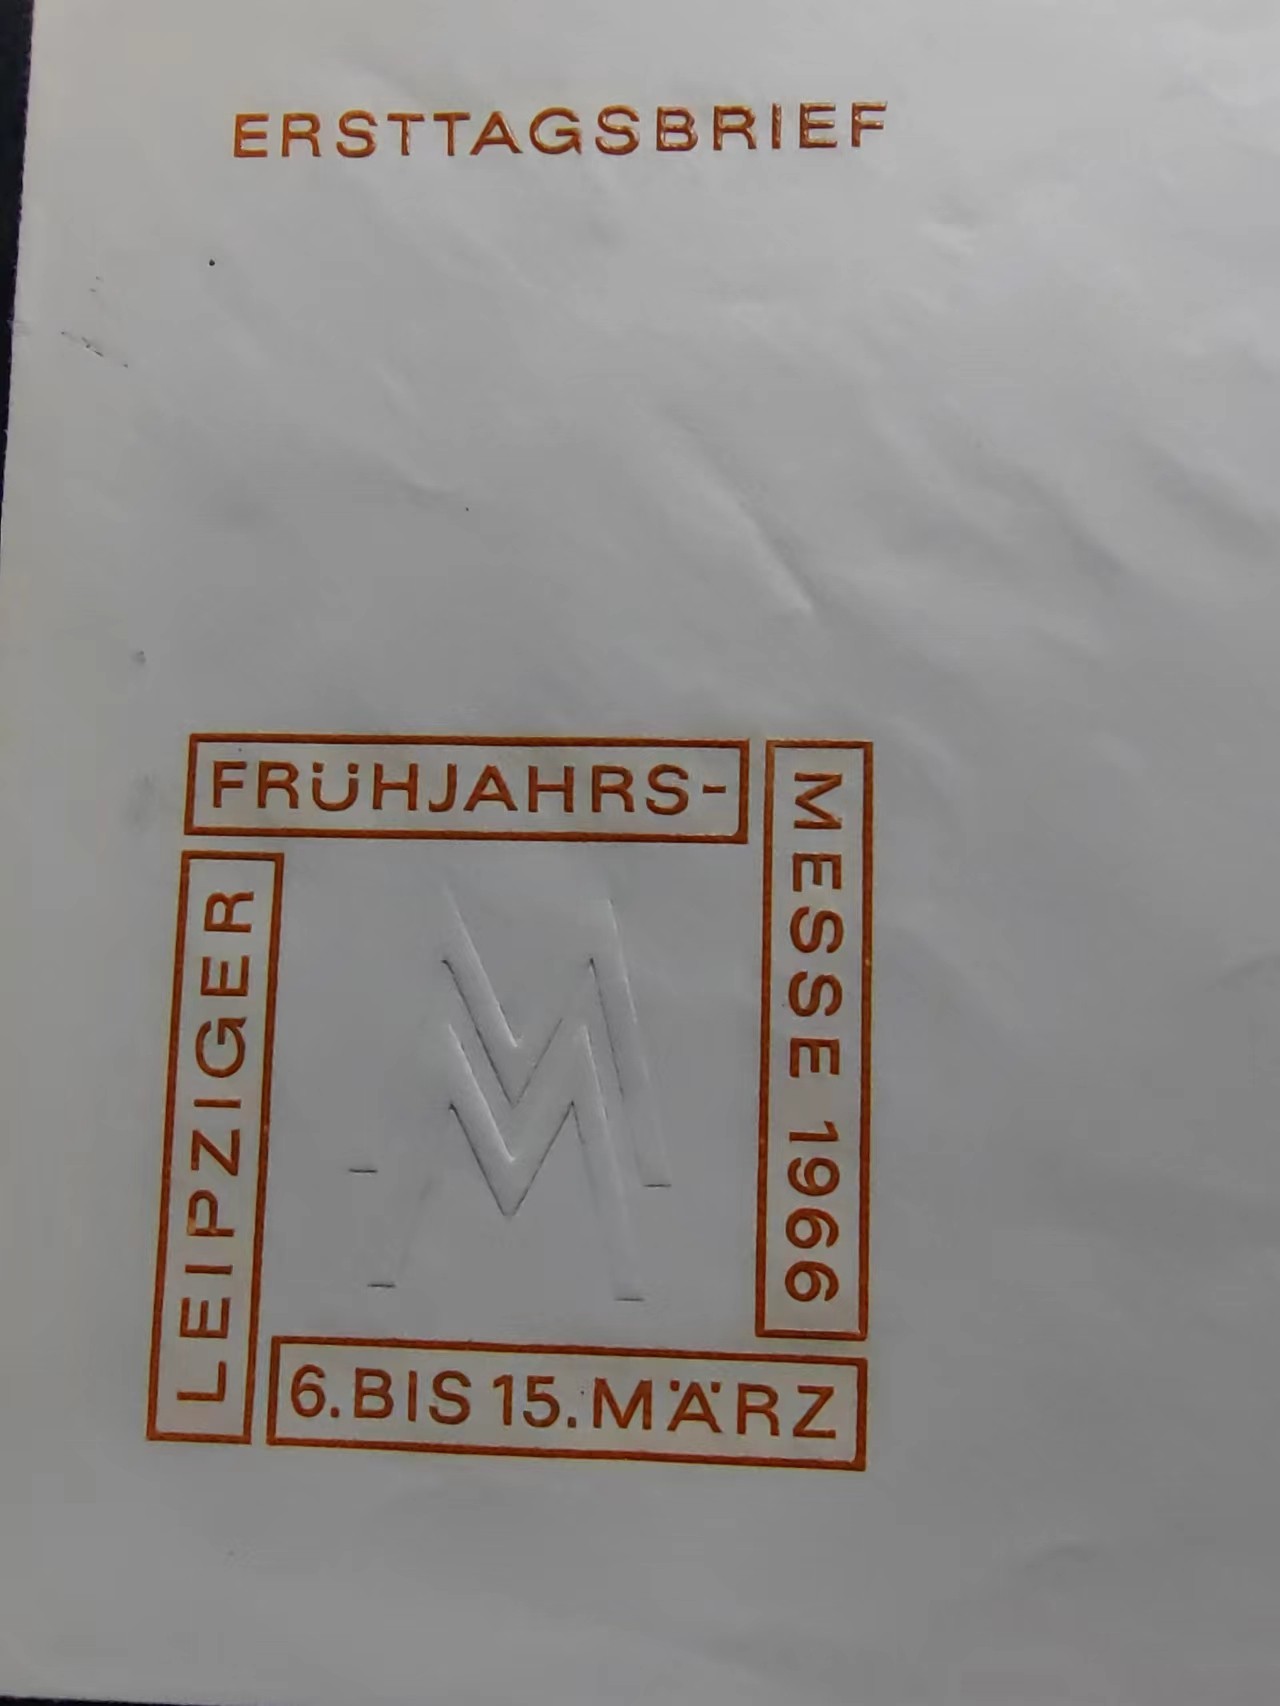 ERSTTAGSBRIEF
LEIPZIGER
FRÜHJAHRS-
MESSE 1966
6. BIS 15. MÄRZ